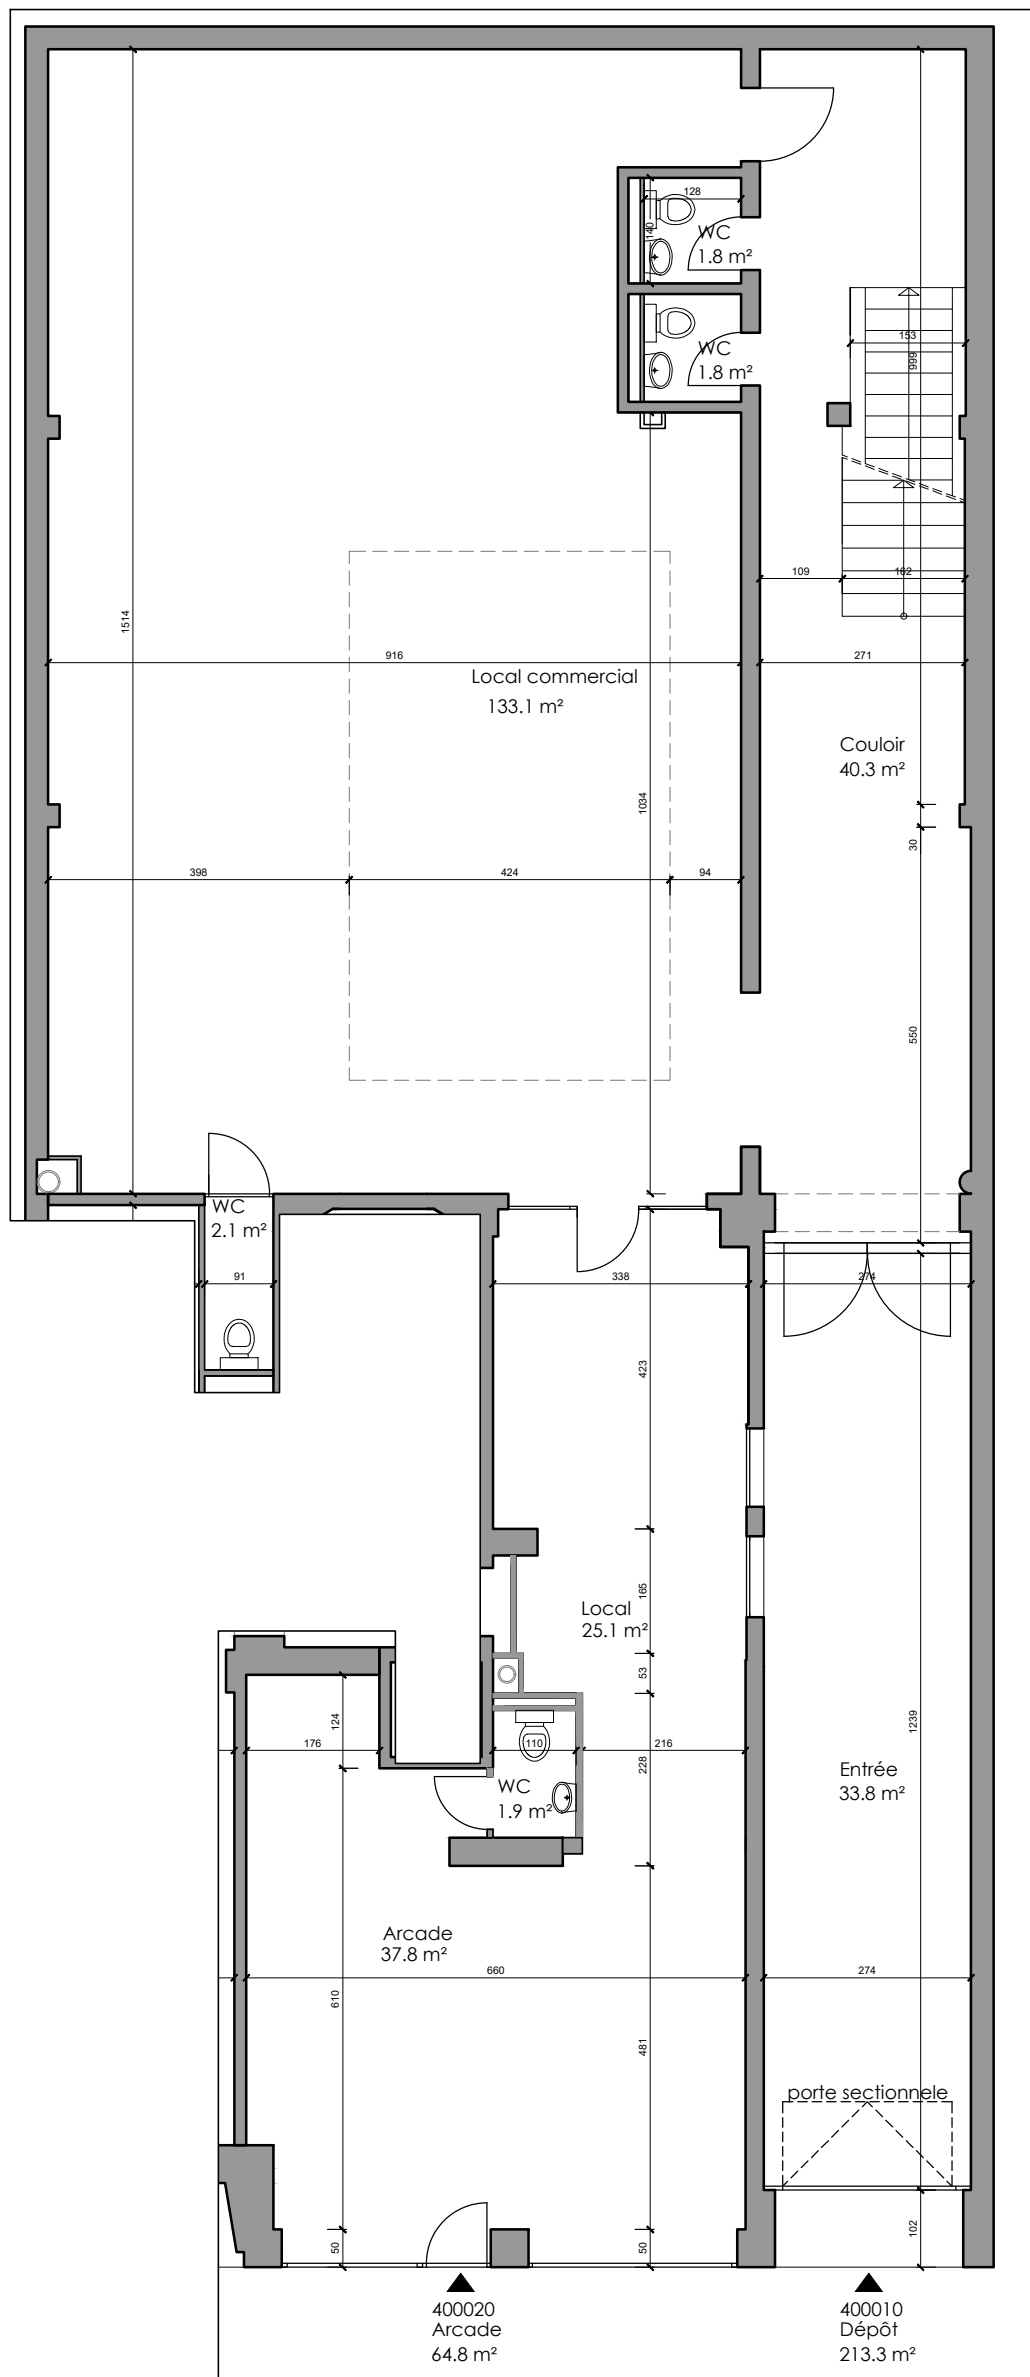 128
140
WC
1.8 m²
WC
1.8 m²
153
999
109
162
1514
916
271
Local commercial
133.1 m²
Couloir
40.3 m²
1034
30
398
424
94
550
WC
2.1 m²
91
338
274
423
165
Local
25.1 m²
53
124
176
110
216
228
1239
WC
1.9 m²
Entrée
33.8 m²
Arcade
37.8 m²
660
274
610
481
porte sectionnele
50
50
102
400020
Arcade
64.8 m²
400010
Dépôt
213.3 m²